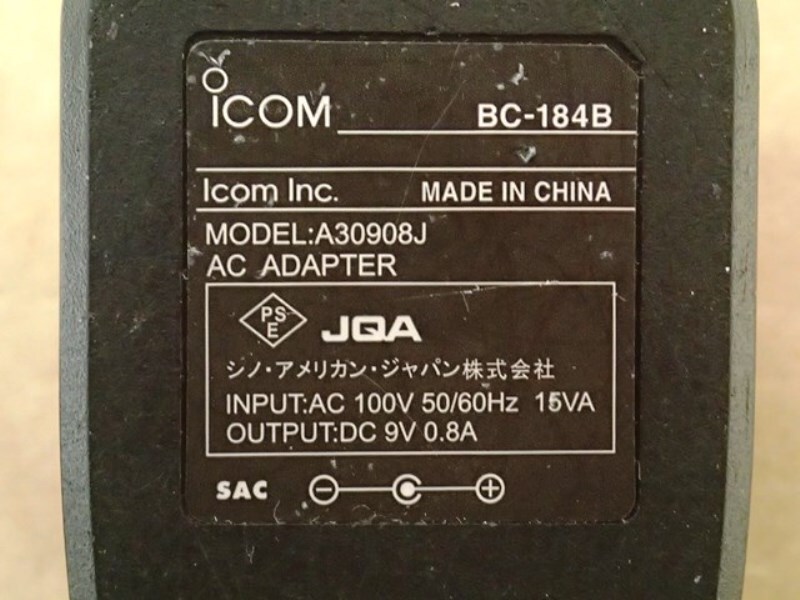 ICOM BC-184B
Icom Inc. MADE IN CHINA
MODEL:A30908J
AC ADAPTER
PS
E
JQA
シノ・アメリカン・ジャパン株式会社
INPUT:AC 100V 50/60Hz 15VA
OUTPUT:DC 9V 0.8A
SAC